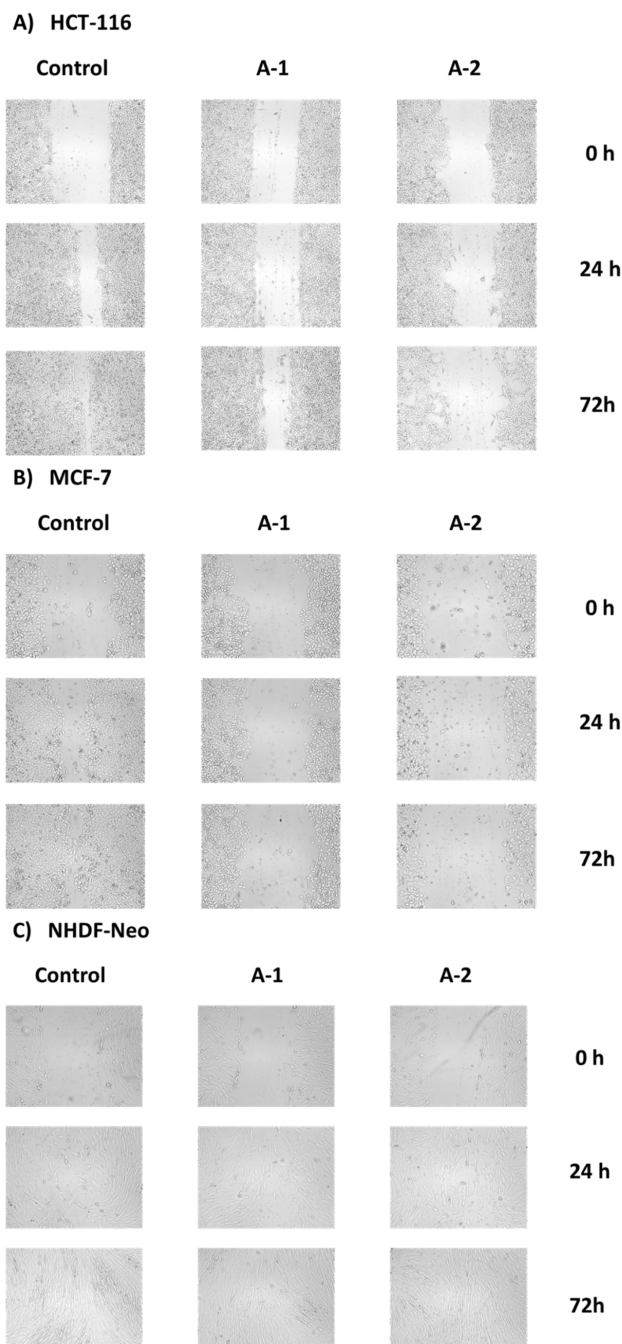 A) HCT-116
Control A-1 A-2
0 h
24 h
72h
B) MCF-7
Control A-1 A-2
0 h
24 h
72h
C) NHDF-Neo
Control A-1 A-2
0 h
24 h
72h